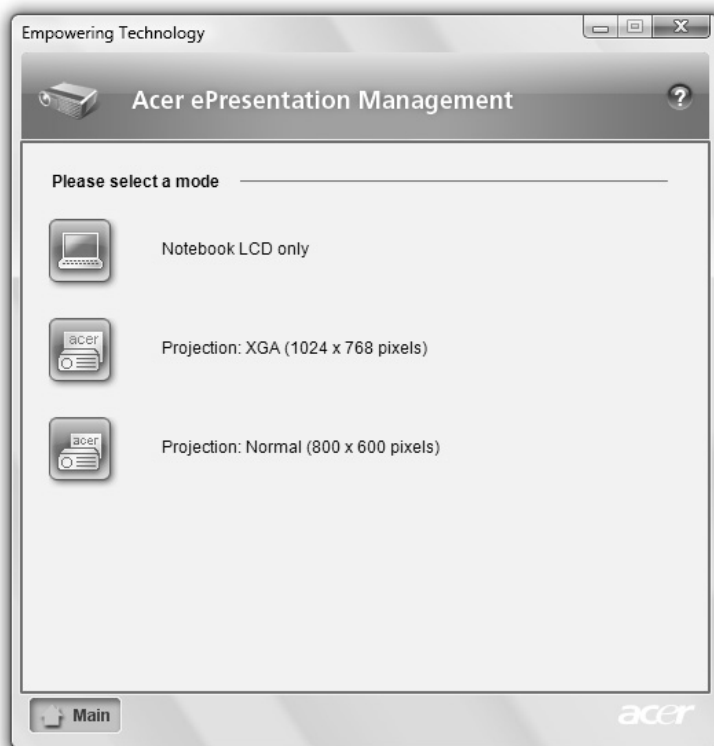 Empowering Technology
Acer ePresentation Management
?
Please select a mode
Notebook LCD only
acer
Projection: XGA (1024 x 768 pixels)
acer
Projection: Normal (800 x 600 pixels)
Main
acer